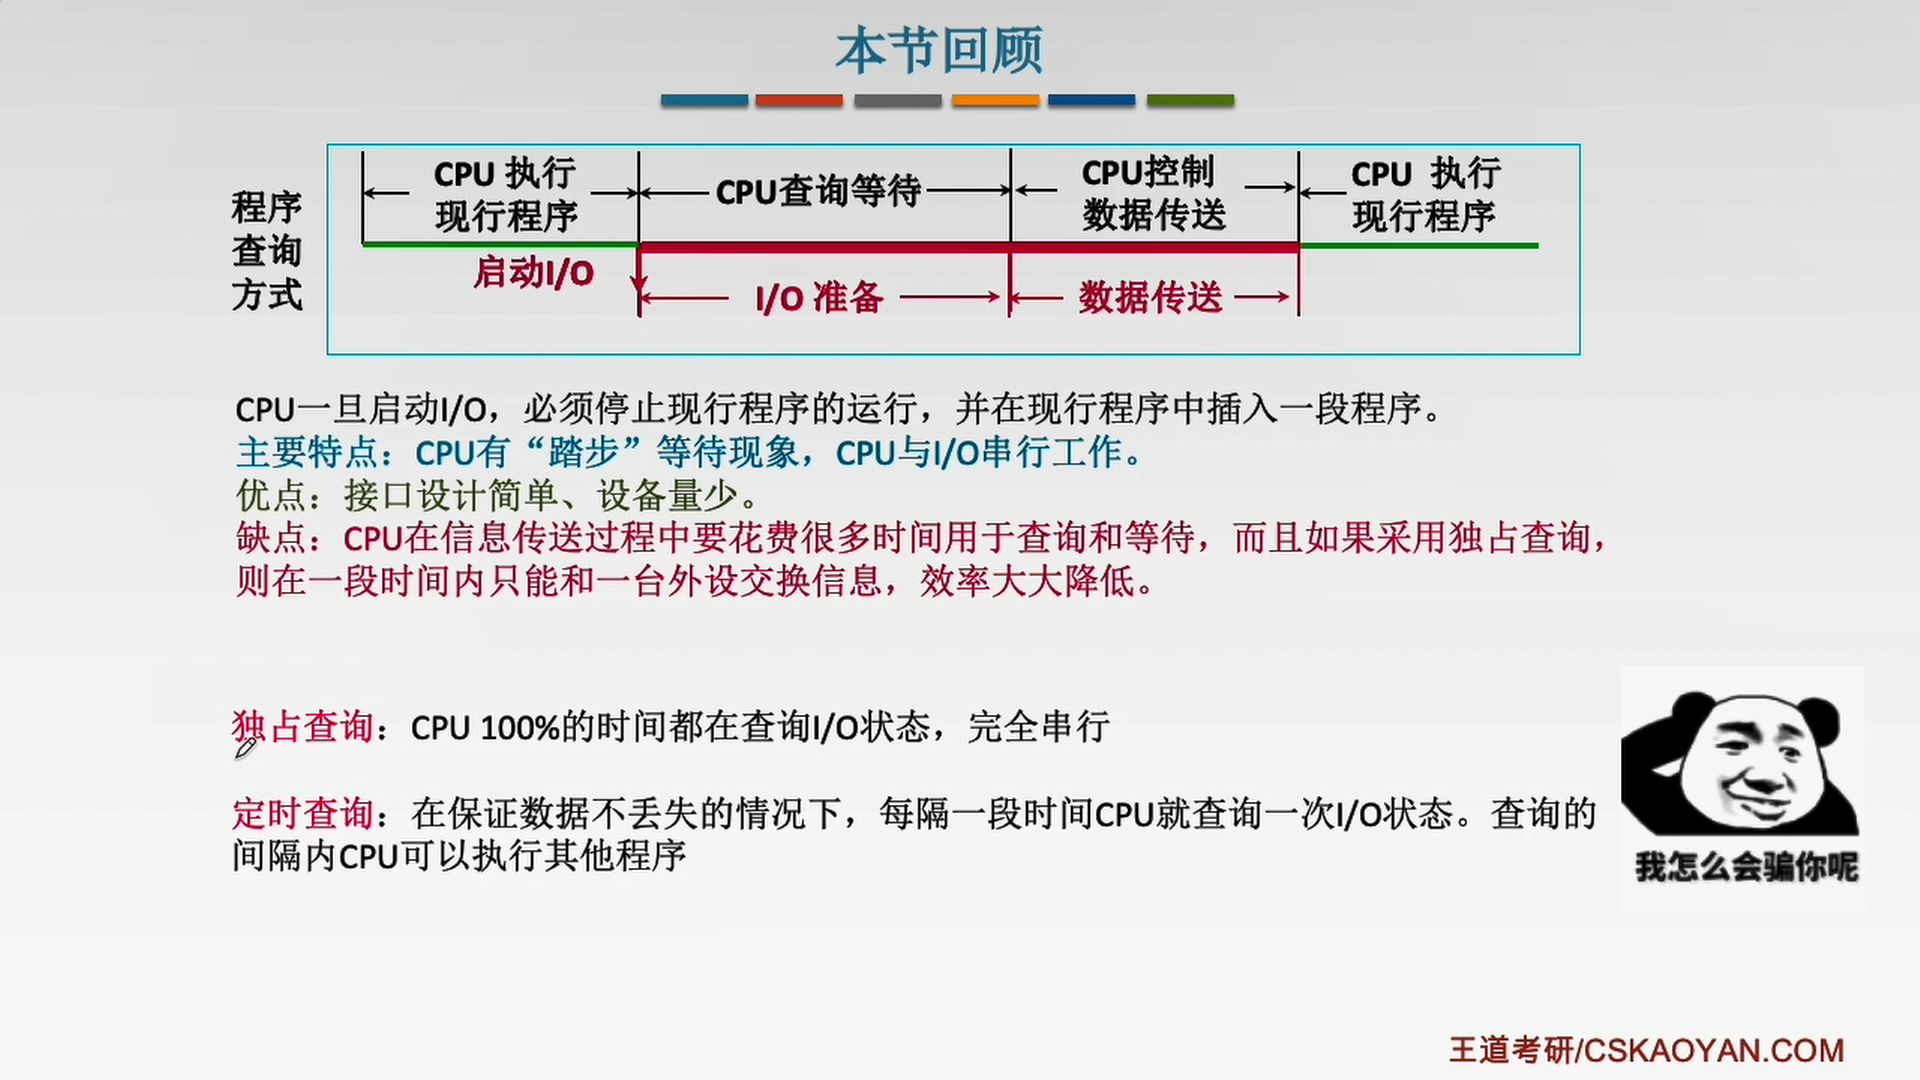 本节回顾
程序
查询
方式
CPU 执行
现行程序
CPU查询等待
CPU控制
数据传送
CPU 执行
现行程序
启动I/O
I/O 准备
数据传送
CPU一旦启动I/O，必须停止现行程序的运行，并在现行程序中插入一段程序。
主要特点：CPU有“踏步”等待现象，CPU与I/O串行工作。
优点：接口设计简单、设备量少。
缺点：CPU在信息传送过程中要花费很多时间用于查询和等待，而且如果采用独占查询，
则在一段时间内只能和一台外设交换信息，效率大大降低。
独占查询：CPU 100%的时间都在查询I/O状态，完全串行
定时查询：在保证数据不丢失的情况下，每隔一段时间CPU就查询一次I/O状态。查询的
间隔内CPU可以执行其他程序
我怎么会骗你呢
王道考研/CSKAOYAN.COM